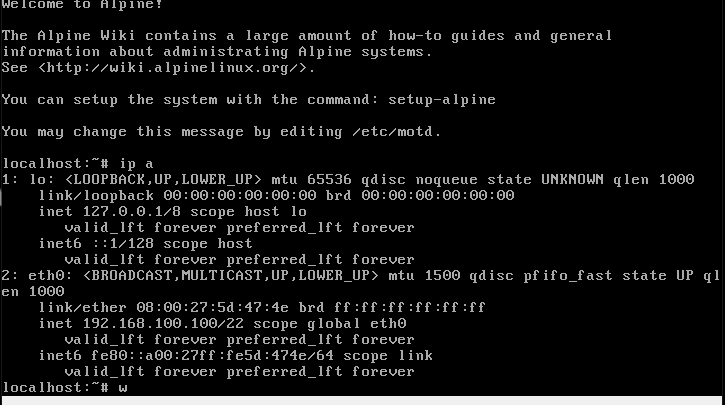 Welcome to Alpine!
The Alpine Wiki contains a large amount of how-to guides and general
information about administrating Alpine systems.
See <http://wiki.alpinelinux.org/>.
You can setup the system with the command: setup-alpine
You may change this message by editing /etc/motd.
localhost:~# ip a
1: lo: <LOOPBACK,UP,LOWER_UP> mtu 65536 qdisc noqueue state UNKNOWN qlen 1000
    link/loopback 00:00:00:00:00:00 brd 00:00:00:00:00:00
    inet 127.0.0.1/8 scope host lo
       valid_lft forever preferred_lft forever
    inet6 ::1/128 scope host
       valid_lft forever preferred_lft forever
2: eth0: <BROADCAST,MULTICAST,UP,LOWER_UP> mtu 1500 qdisc pfifo_fast state UP ql
en 1000
    link/ether 08:00:27:5d:47:4e brd ff:ff:ff:ff:ff:ff
    inet 192.168.100.100/22 scope global eth0
       valid_lft forever preferred_lft forever
    inet6 fe80::a00:27ff:fe5d:474e/64 scope link
       valid_lft forever preferred_lft forever
localhost:~# w